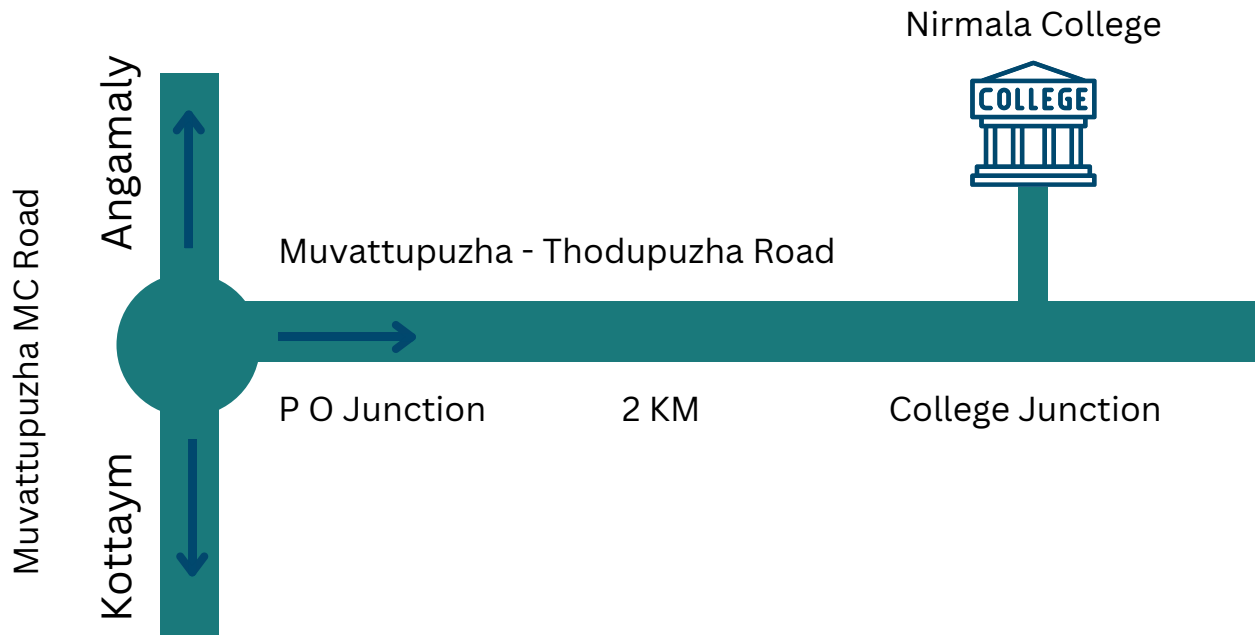 Nirmala College
COLLEGE
Angamaly
Muvattupuzha MC Road
Muvattupuzha - Thodupuzha Road
P O Junction
2 KM
College Junction
Kottaym